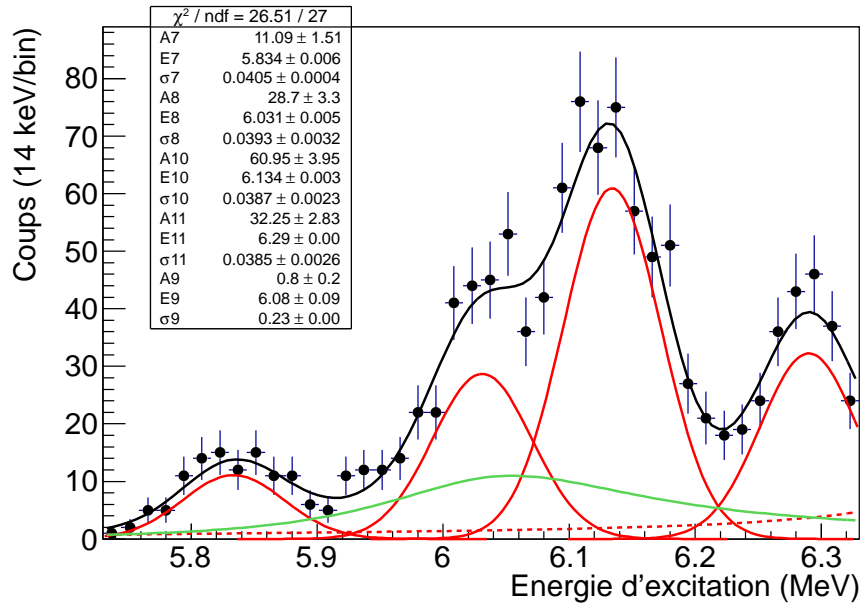 χ² / ndf = 26.51 / 27
A7 11.09 ± 1.51
E7 5.834 ± 0.006
σ7 0.0405 ± 0.0004
A8 28.7 ± 3.3
E8 6.031 ± 0.005
σ8 0.0393 ± 0.0032
A10 60.95 ± 3.95
E10 6.134 ± 0.003
σ10 0.0387 ± 0.0023
A11 32.25 ± 2.83
E11 6.29 ± 0.00
σ11 0.0385 ± 0.0026
A9 0.8 ± 0.2
E9 6.08 ± 0.09
σ9 0.23 ± 0.00
Coups (14 keV/bin)
80
70
60
50
40
30
20
10
0
5.8 5.9 6 6.1 6.2 6.3
Energie d'excitation (MeV)